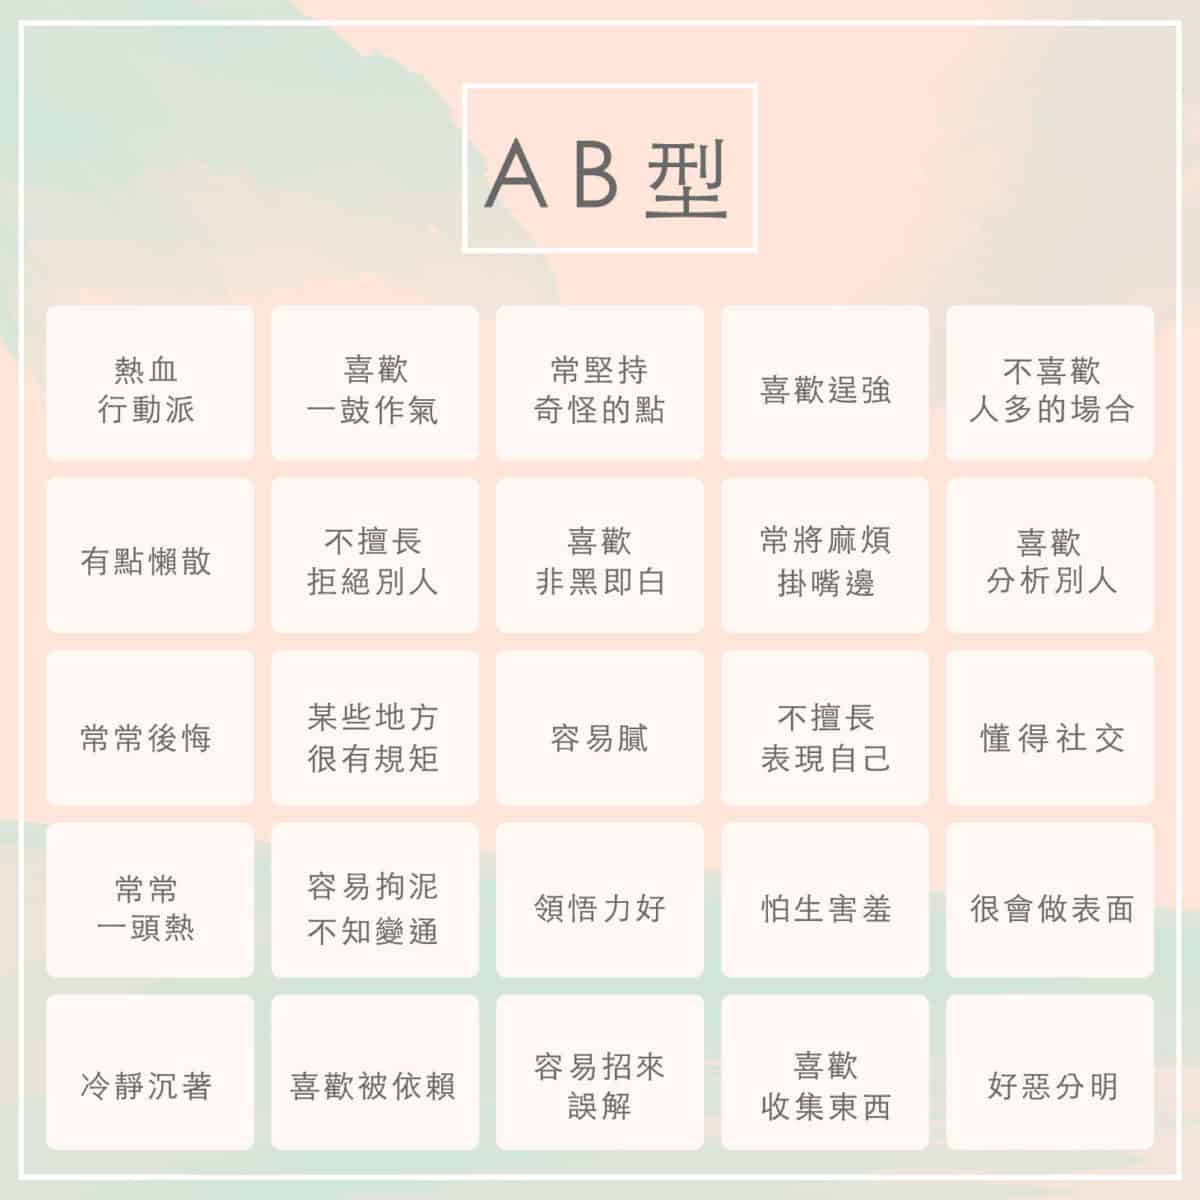 AB型
熱血
行動派
喜歡
一鼓作氣
常堅持
奇怪的點
喜歡逞強
不喜歡
人多的場合
有點懶散
不擅長
拒絕別人
喜歡
非黑即白
常將麻煩
掛嘴邊
喜歡
分析別人
常常後悔
某些地方
很有規矩
容易膩
不擅長
表現自己
懂得社交
常常
一頭熱
容易拘泥
不知變通
領悟力好
怕生害羞
很會做表面
冷靜沉著
喜歡被依賴
容易招來
誤解
喜歡
收集東西
好惡分明